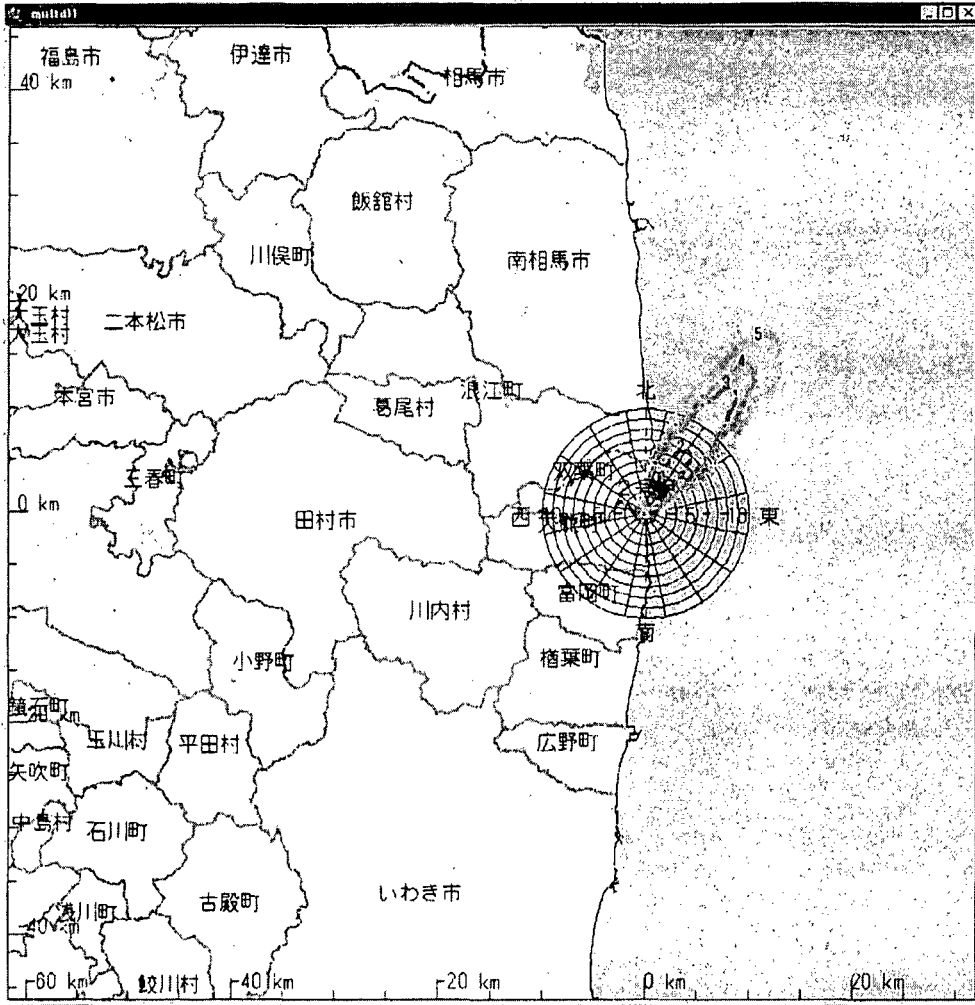 福島市
伊達市
相馬市
40 km
飯舘村
川俣町
南相馬市
20 km
大玉村
二本松市
大玉村
5
4
3
本宮市
葛尾村
浪江町
北
三春町
双葉町
0 km
田村市
西
東
川内村
富岡町
小野町
楢葉町
南
鏡石町
玉川村
平田村
広野町
矢吹町
中島村
石川町
浅川町
古殿町
いわき市
鮫川村
-60 km
-40 km
-20 km
0 km
20 km